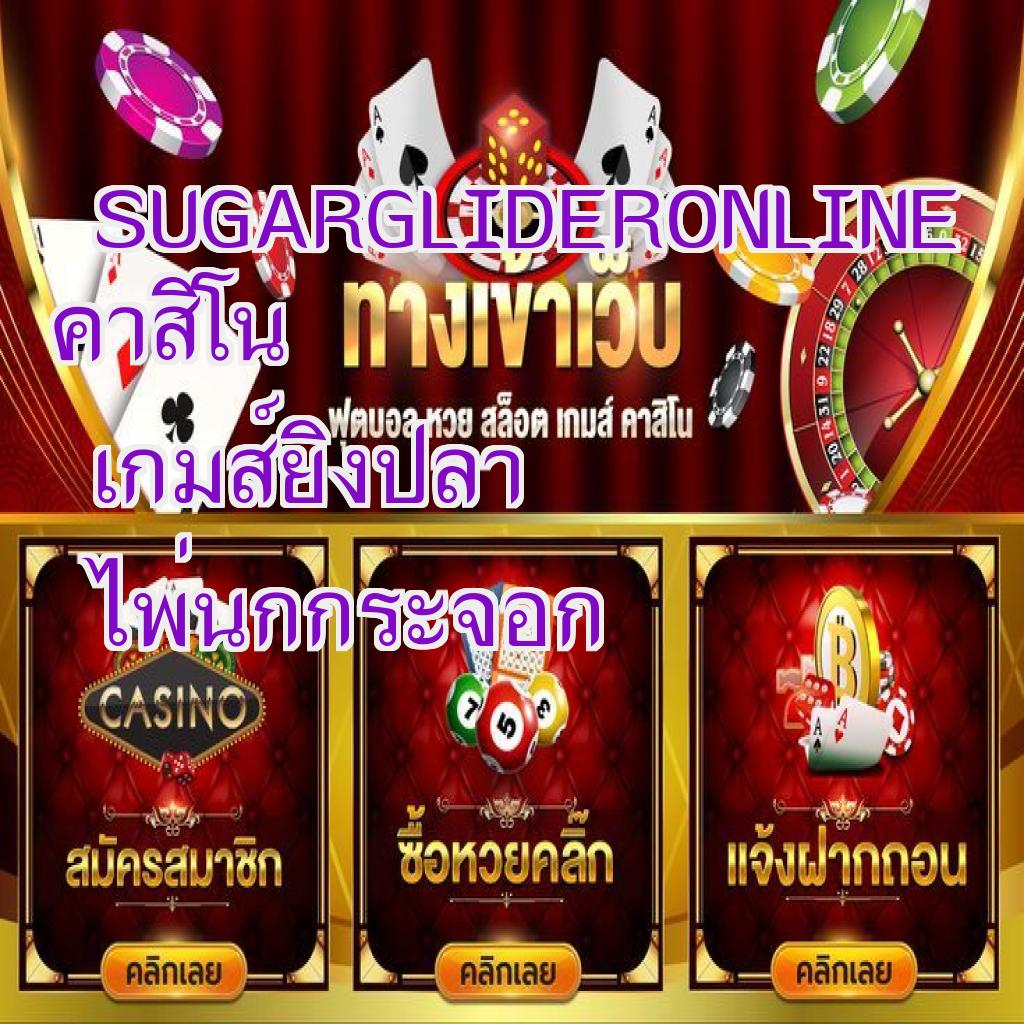 SUGARGLIDERONLINE
ทางเข้าเว็บ
คาสิโน
ฟุตบอล หวย สล็อต เกมส์ คาสิโน
เกมส์ยิงปลา
ไพ่นกกระจอก
CASINO
สมัครสมาชิก
ซื้อหวยคลิ๊ก
แจ้งฝากถอน
คลิกเลย
คลิกเลย
คลิกเลย